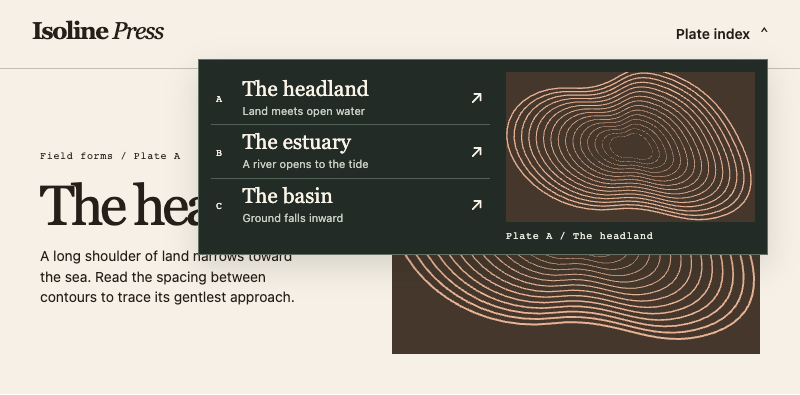 Isoline Press
Plate index
A
The headland
Land meets open water
B
The estuary
A river opens to the tide
C
The basin
Ground falls inward
Plate A / The headland
Field forms / Plate A
The hea
A long shoulder of land narrows toward
the sea. Read the spacing between
contours to trace its gentlest approach.